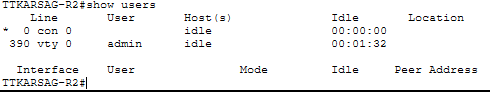 TTKARSAG-R2#show users
Line User Host(s) Idle Location
* 0 con 0 idle 00:00:00
390 vty 0 admin idle 00:01:32
Interface User Mode Idle Peer Address
TTKARSAG-R2#